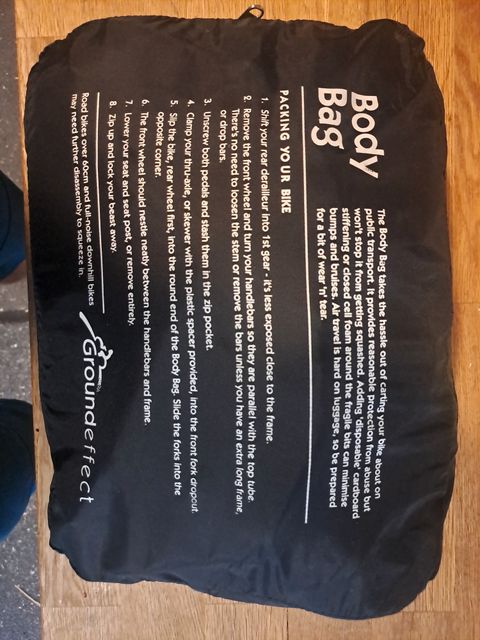 Body
Bag
The Body Bag takes the hassle out of carting your bike about on
public transport. It provides reasonable protection from abuse but
won't stop it from getting squashed. Adding 'disposable' cardboard
stiffening or closed cell foam around the fragile bits can minimise
bumps and bruises. Air travel is hard on luggage, so be prepared
for a bit of wear 'n' tear.
PACKING YOUR BIKE
1. Shift your rear derailleur into 1st gear - it's less exposed close to the frame.
2. Remove the front wheel and turn your handlebars so they are parallel with the top tube.
There's no need to loosen the stem or remove the bars unless you have an extra long frame,
or drop bars.
3. Unscrew both pedals and stash them in the zip pocket.
4. Clamp your thru-axle, or skewer with the plastic spacer provided, into the front fork dropout.
5. Slip the bike, rear wheel first, into the round end of the Body Bag. Slide the forks into the
opposite corner.
6. The front wheel should nestle neatly between the handlebars and frame.
7. Lower your seat and seat post, or remove entirely.
8. Zip up and lock your beast away.
Road bikes over 60cm and full-noise downhill bikes
may need further disassembly to squeeze in.
Groundeffect